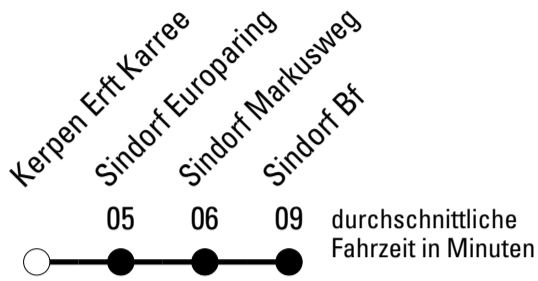 Kerpen Erft Karree
Sindorf Europaring
Sindorf Markusweg
Sindorf Bf
05 06 09
durchschnittliche
Fahrzeit in Minuten